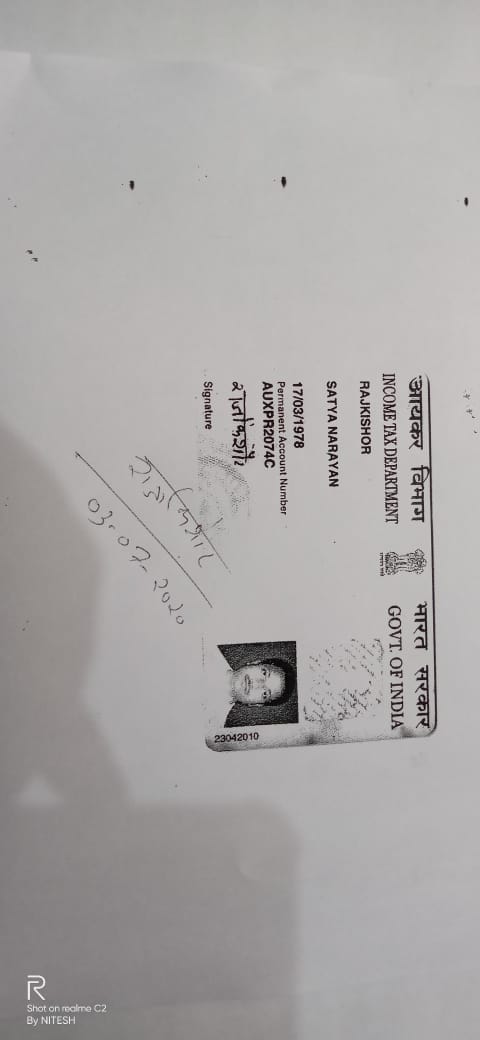 आयकर विभाग
INCOME TAX DEPARTMENT
भारत सरकार
GOVT. OF INDIA
RAJKISHOR
SATYA NARAYAN
17/03/1978
Permanent Account Number
AUXPR2074C
राजकिशोर
Signature
23042010
राजकिशोर
03-07-2020
R
Shot on realme C2
By NITESH